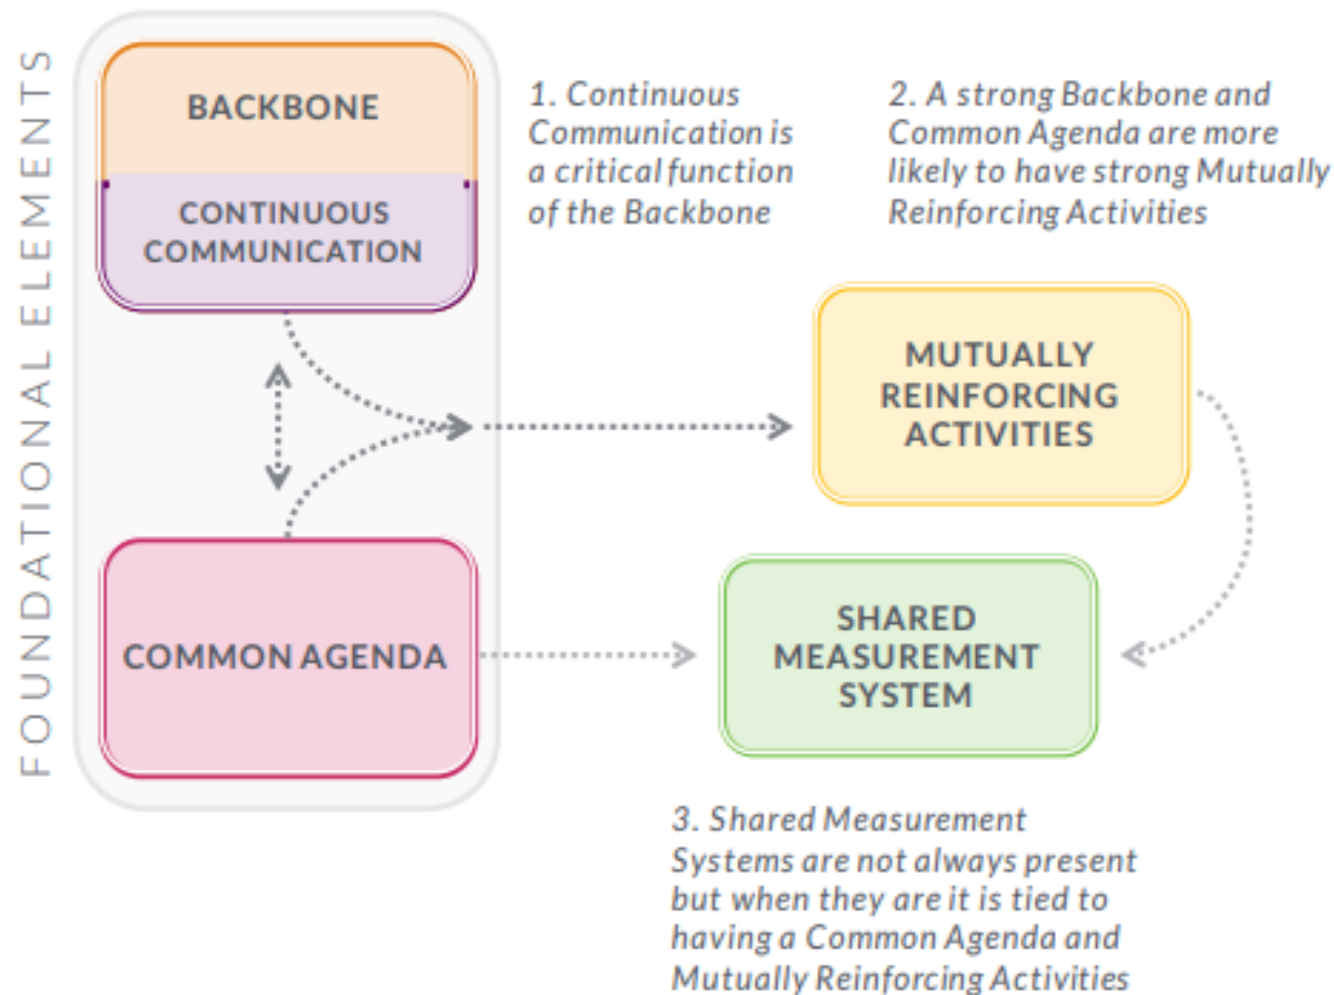 FOUNDATIONAL ELEMENTS
BACKBONE
CONTINUOUS
COMMUNICATION
COMMON AGENDA
1. Continuous
Communication is
a critical function
of the Backbone
2. A strong Backbone and
Common Agenda are more
likely to have strong Mutually
Reinforcing Activities
MUTUALLY
REINFORCING
ACTIVITIES
SHARED
MEASUREMENT
SYSTEM
3. Shared Measurement
Systems are not always present
but when they are it is tied to
having a Common Agenda and
Mutually Reinforcing Activities